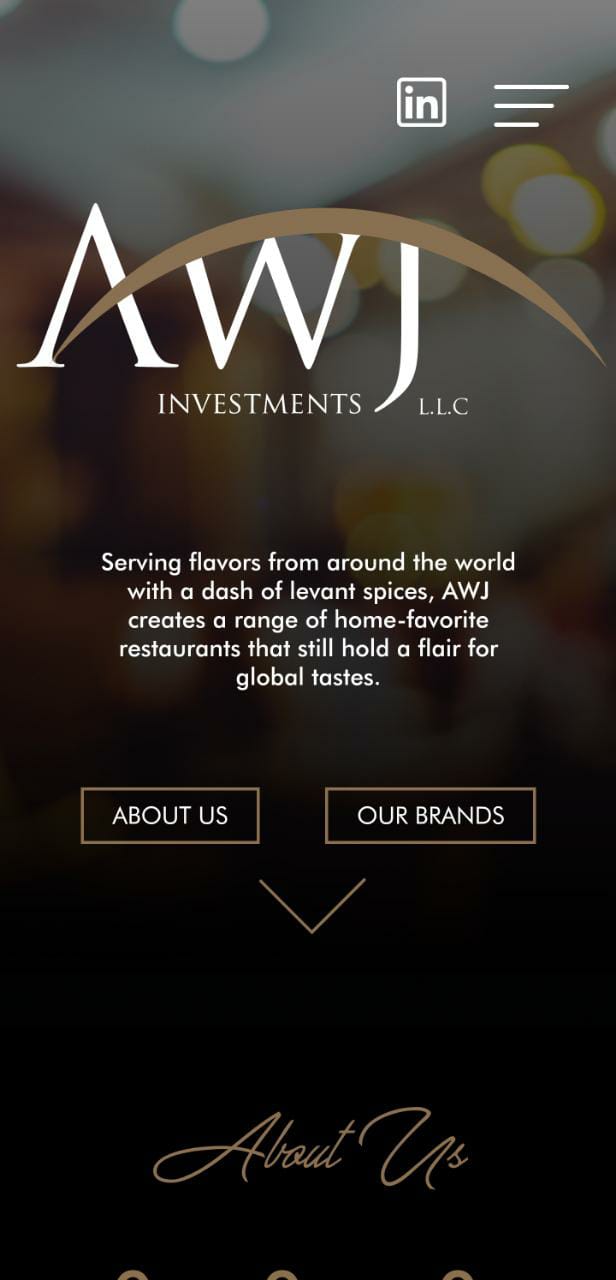 in
AWJ
INVESTMENTS L.L.C
Serving flavors from around the world
with a dash of levant spices, AWJ
creates a range of home-favorite
restaurants that still hold a flair for
global tastes.
ABOUT US OUR BRANDS
About Us